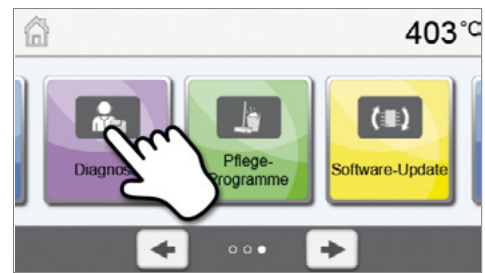 403°C
Diagnos
Pflege-
Programme
Software-Update